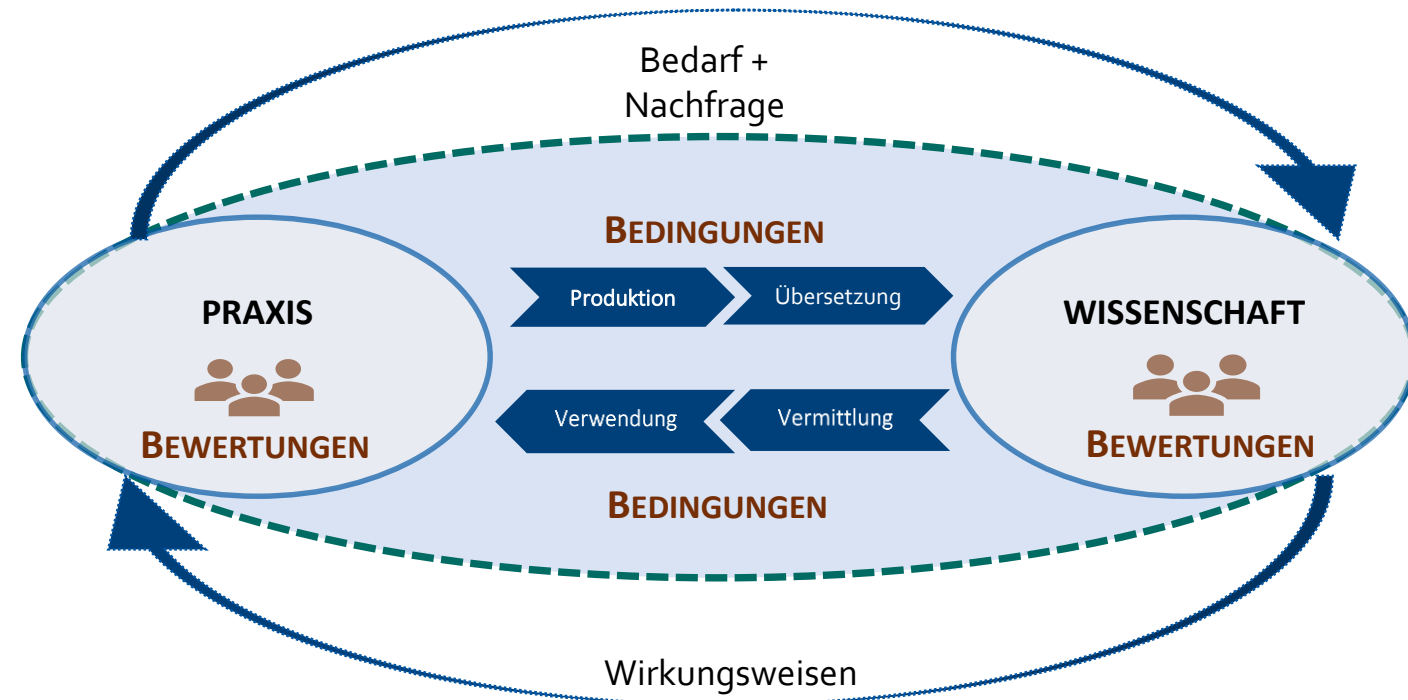 Bedarf +
Nachfrage
BEDINGUNGEN
Produktion
Übersetzung
PRAXIS
WISSENSCHAFT
Verwendung
Vermittlung
BEWERTUNGEN
BEWERTUNGEN
BEDINGUNGEN
Wirkungsweisen